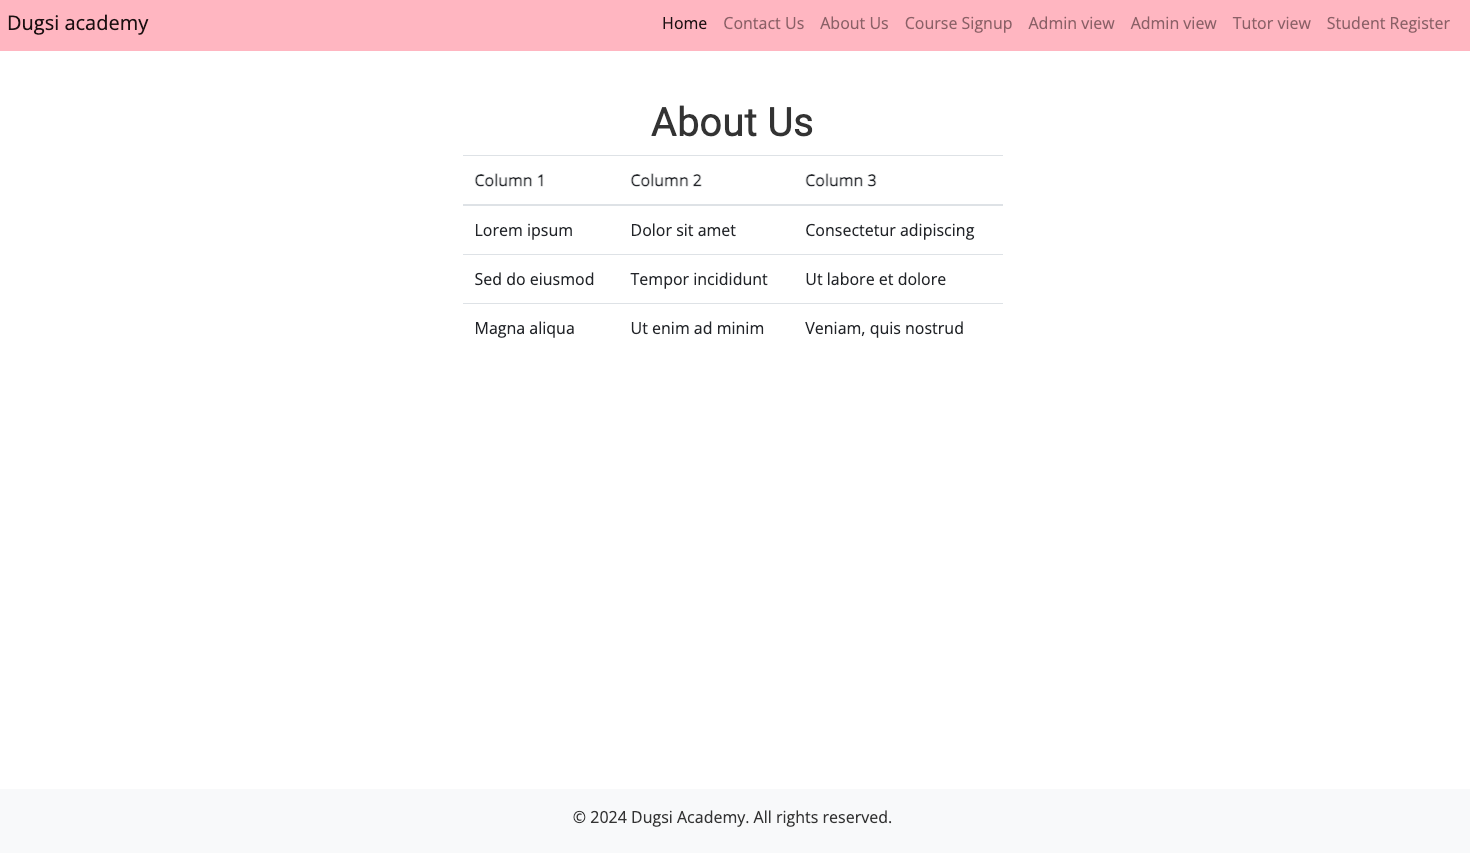 Dugsi academy Home Contact Us About Us Course Signup Admin view Admin view Tutor view Student Register
About Us
Column 1 Column 2 Column 3
Lorem ipsum Dolor sit amet Consectetur adipiscing
Sed do eiusmod Tempor incididunt Ut labore et dolore
Magna aliqua Ut enim ad minim Veniam, quis nostrud
© 2024 Dugsi Academy. All rights reserved.